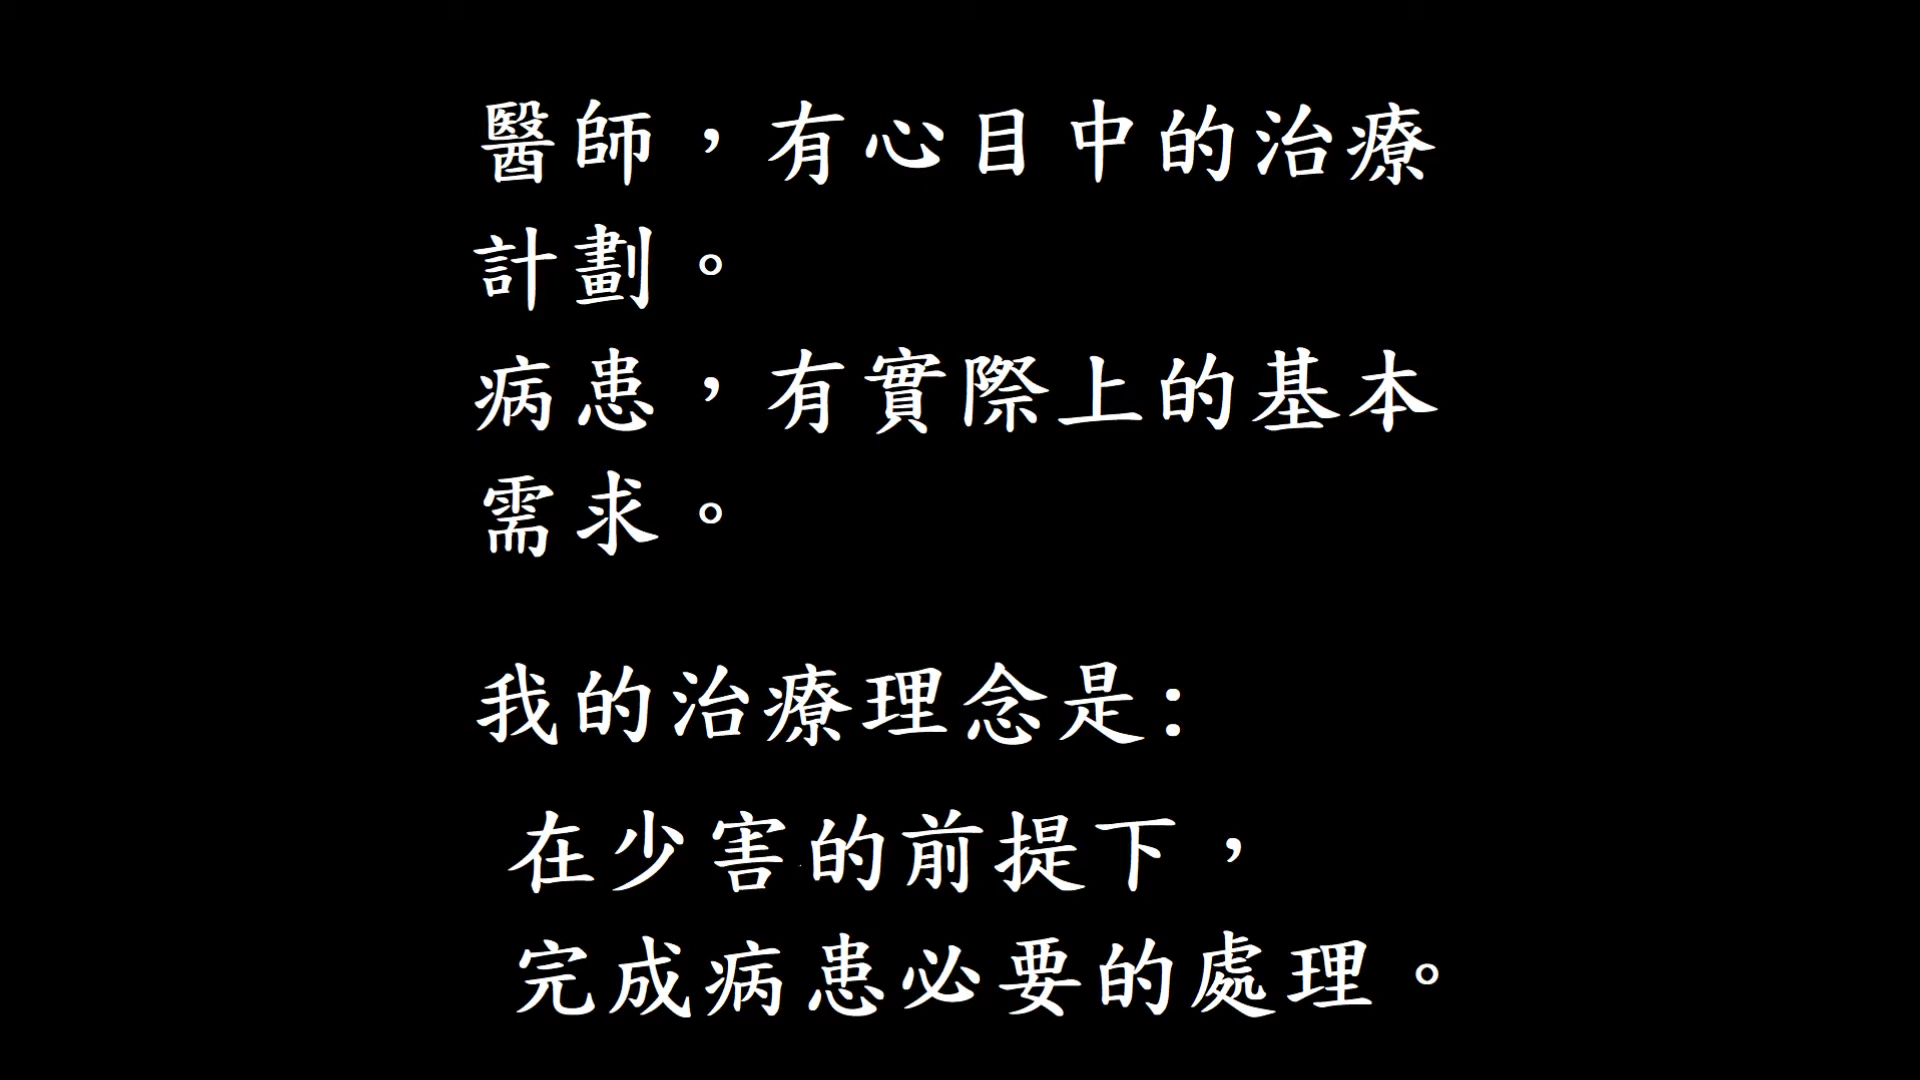 醫師，有心目中的治療
計劃。
病患，有實際上的基本
需求。
我的治療理念是:
在少害的前提下，
完成病患必要的處理。